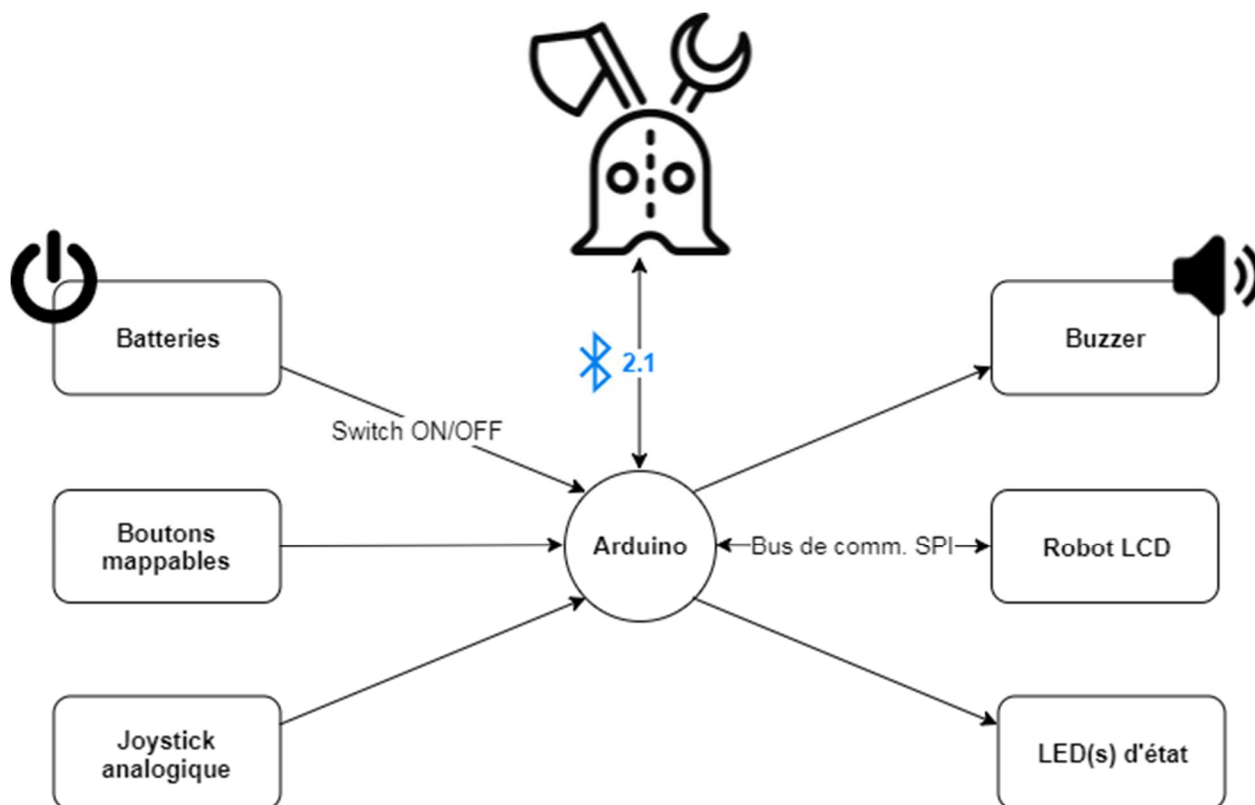 2.1
Batteries
Buzzer
Switch ON/OFF
Boutons
mappables
Arduino
Bus de comm. SPI
Robot LCD
Joystick
analogique
LED(s) d'état